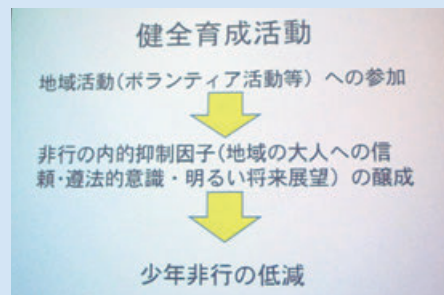 健全育成活動
地域活動(ボランティア活動等) への参加
非行の内的抑制因子(地域の大人への信
頼・遵法的意識・明るい将来展望) の醸成
少年非行の低減